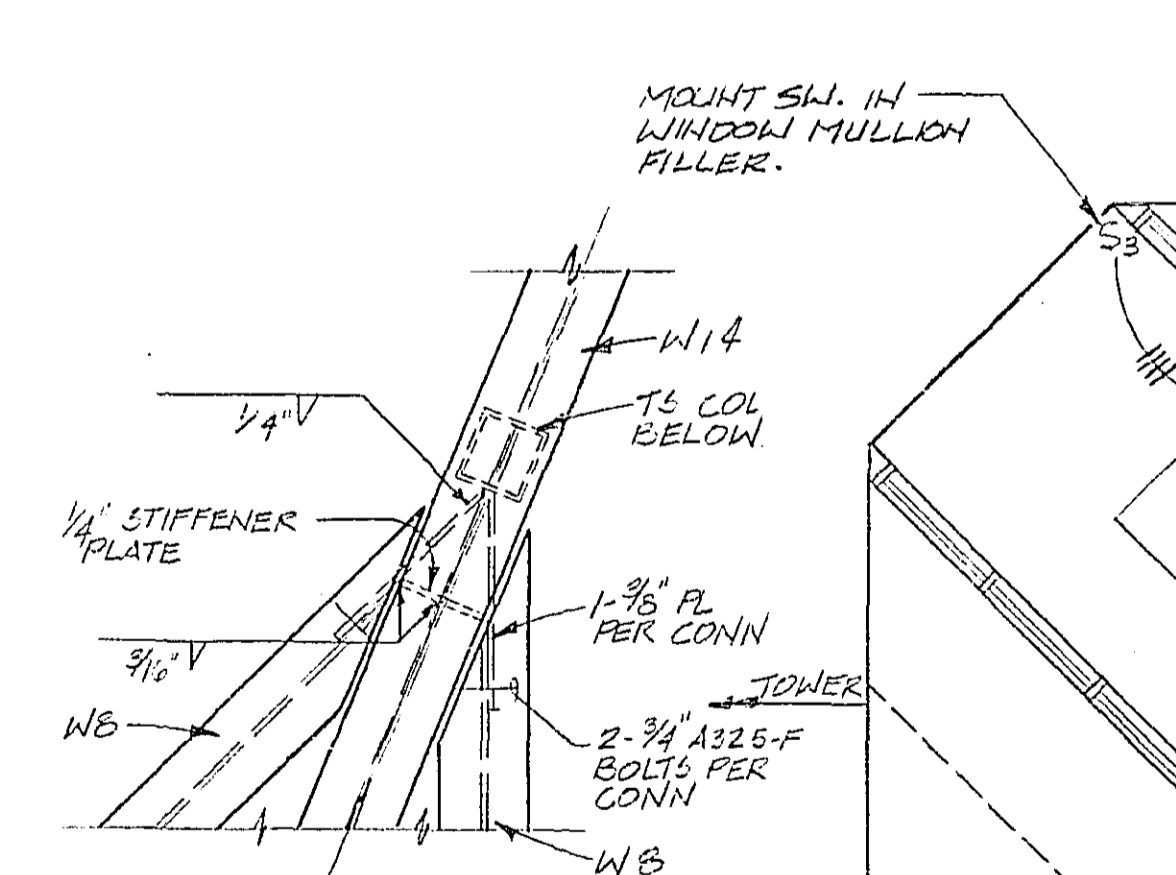 MOUNT SW. IN
WINDOW MULLION
FILLER.
S3
W14
TS COL
BELOW.
1/4"
1/4" STIFFENER
PLATE
1-3/8" PL
PER CONN
3/16"
TOWER
W8
2-3/4" A325-F
BOLTS PER
CONN
W8